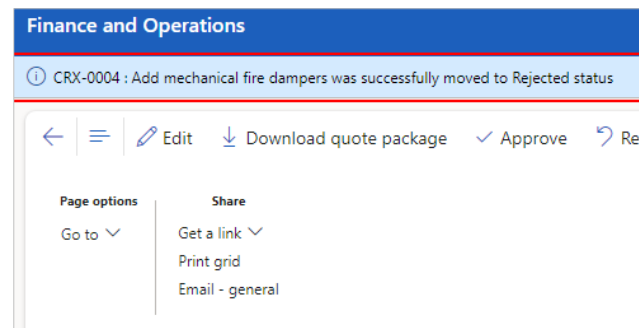 Finance and Operations
CRX-0004 : Add mechanical fire dampers was successfully moved to Rejected status
Edit Download quote package Approve Re
Page options Share
Go to Get a link
Print grid
Email - general